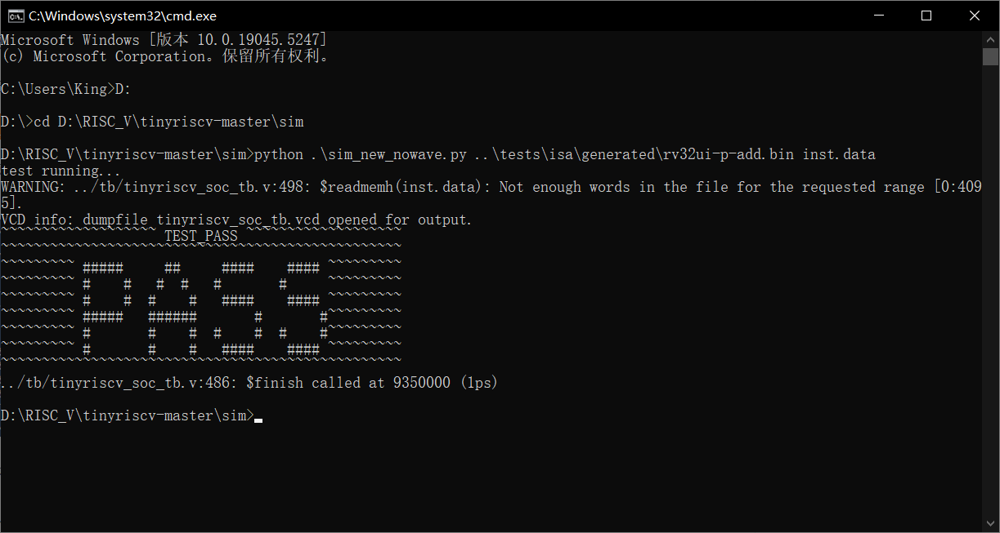 C:\Windows\system32\cmd.exe
Microsoft Windows [版本 10.0.19045.5247]
(c) Microsoft Corporation。保留所有权利。
C:\Users\King>D:
D:\>cd D:\RISC_V\tinyriscv-master\sim
D:\RISC_V\tinyriscv-master\sim>python .\sim_new_nowave.py ..\tests\isa\generated\rv32ui-p-add.bin inst.data
test running...
WARNING: ../tb/tinyriscv_soc_tb.v:498: $readmemh(inst.data): Not enough words in the file for the requested range [0:409
5].
VCD info: dumpfile tinyriscv_soc_tb.vcd opened for output.
~~~~~~~~~~~~~~~~~~~ TEST_PASS ~~~~~~~~~~~~~~~~~~~
~~~~~~~~~~~~~~~~~~~~~~~~~~~~~~~~~~~~~~~~~~~~~~~~~
~~~~~~~~~ #####     ##     ####    #### ~~~~~~~~~
~~~~~~~~~ #    #   #  #   #       #     ~~~~~~~~~
~~~~~~~~~ #    #  #    #   ####    #### ~~~~~~~~~
~~~~~~~~~ #####   ######       #       #~~~~~~~~~
~~~~~~~~~ #       #    # #    #  #    #~~~~~~~~~
~~~~~~~~~ #       #    #   ####    #### ~~~~~~~~~
~~~~~~~~~~~~~~~~~~~~~~~~~~~~~~~~~~~~~~~~~~~~~~~~~
../tb/tinyriscv_soc_tb.v:486: $finish called at 9350000 (1ps)
D:\RISC_V\tinyriscv-master\sim>